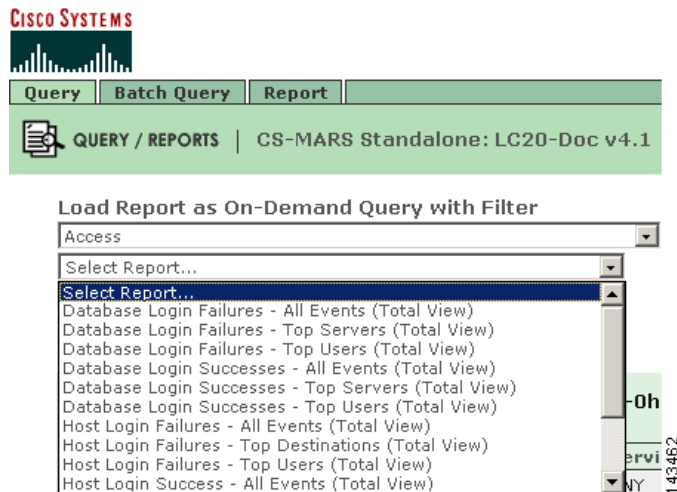 CISCO SYSTEMS
Query Batch Query Report
QUERY / REPORTS | CS-MARS Standalone: LC20-Doc v4.1
Load Report as On-Demand Query with Filter
Access
Select Report...
Select Report...
Database Login Failures - All Events (Total View)
Database Login Failures - Top Servers (Total View)
Database Login Failures - Top Users (Total View)
Database Login Successes - All Events (Total View)
Database Login Successes - Top Servers (Total View)
Database Login Successes - Top Users (Total View)
-0h
Host Login Failures - All Events (Total View)
Host Login Failures - Top Destinations (Total View)
Host Login Failures - Top Users (Total View)
ervi
Host Login Success - All Events (Total View)
NY
143462